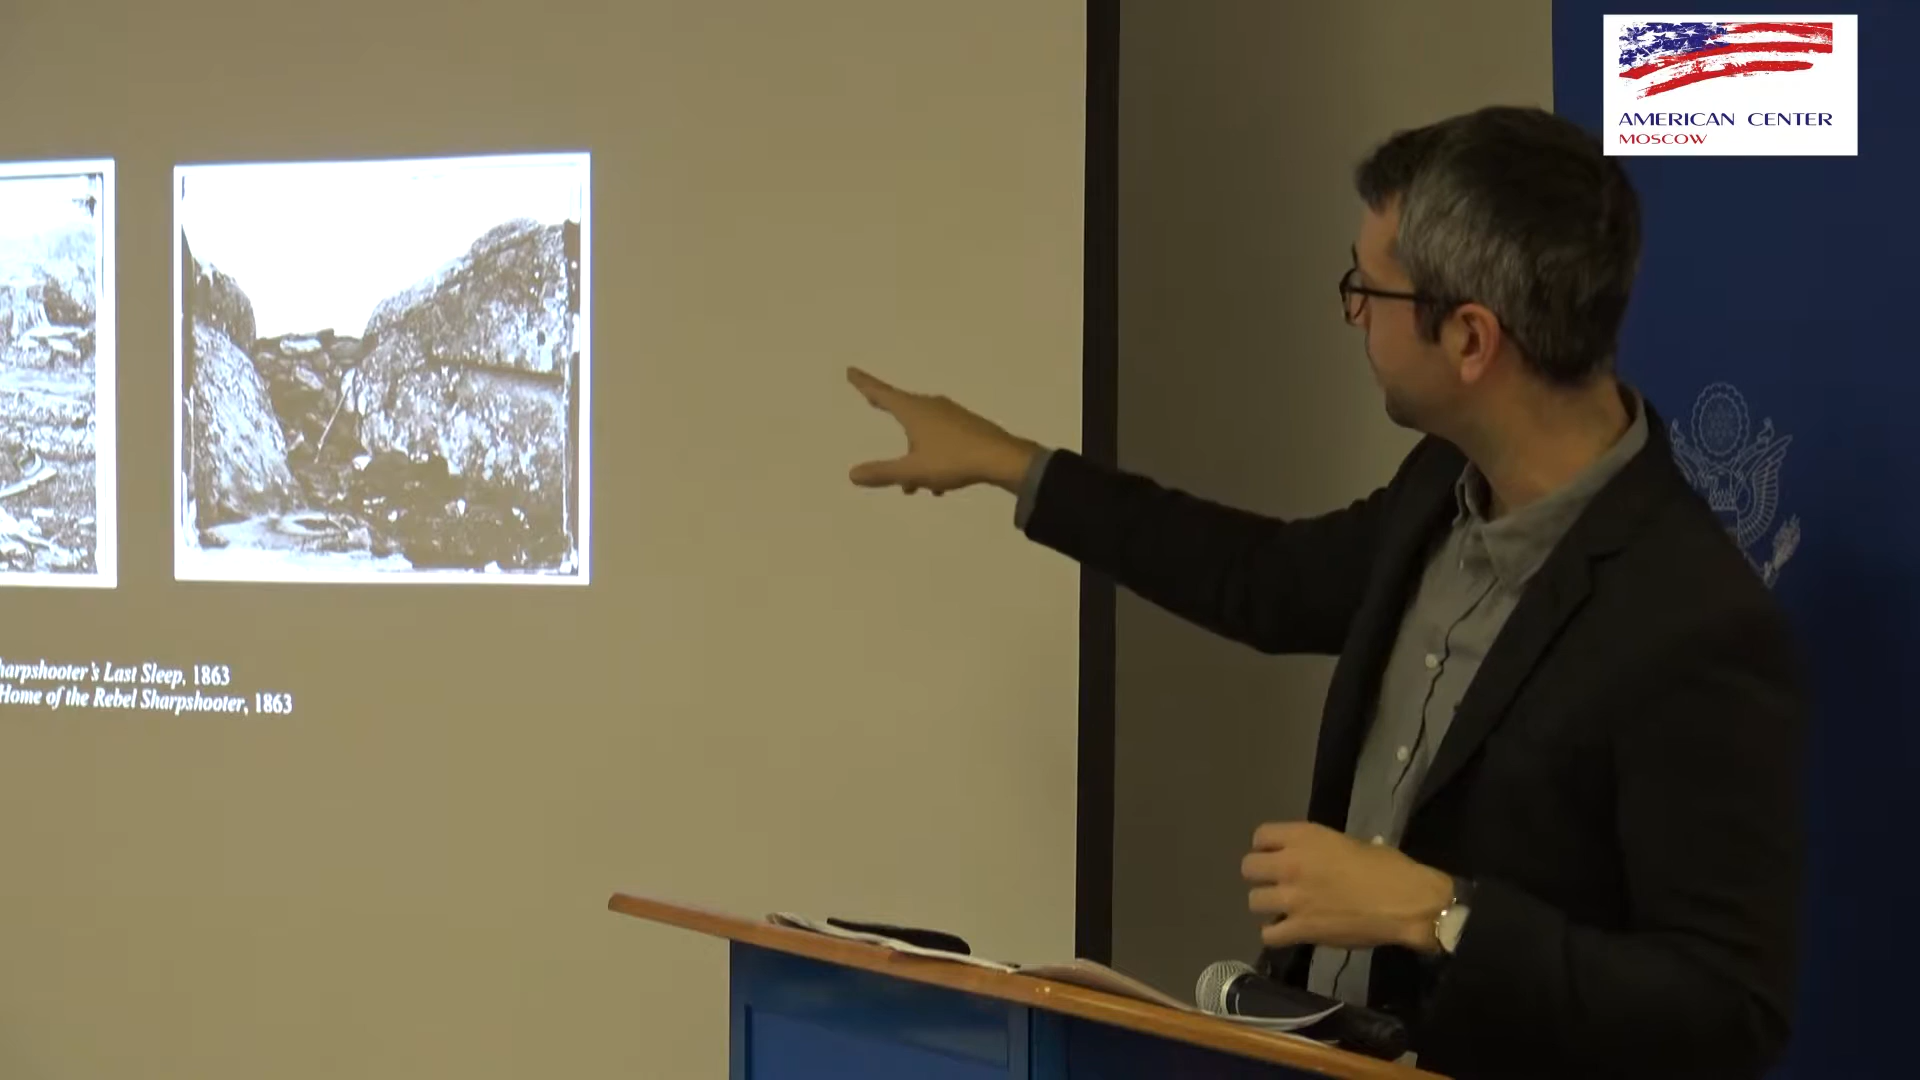 AMERICAN CENTER
MOSCOW
harpshooter's Last Sleep, 1863
Home of the Rebel Sharpshooter, 1863